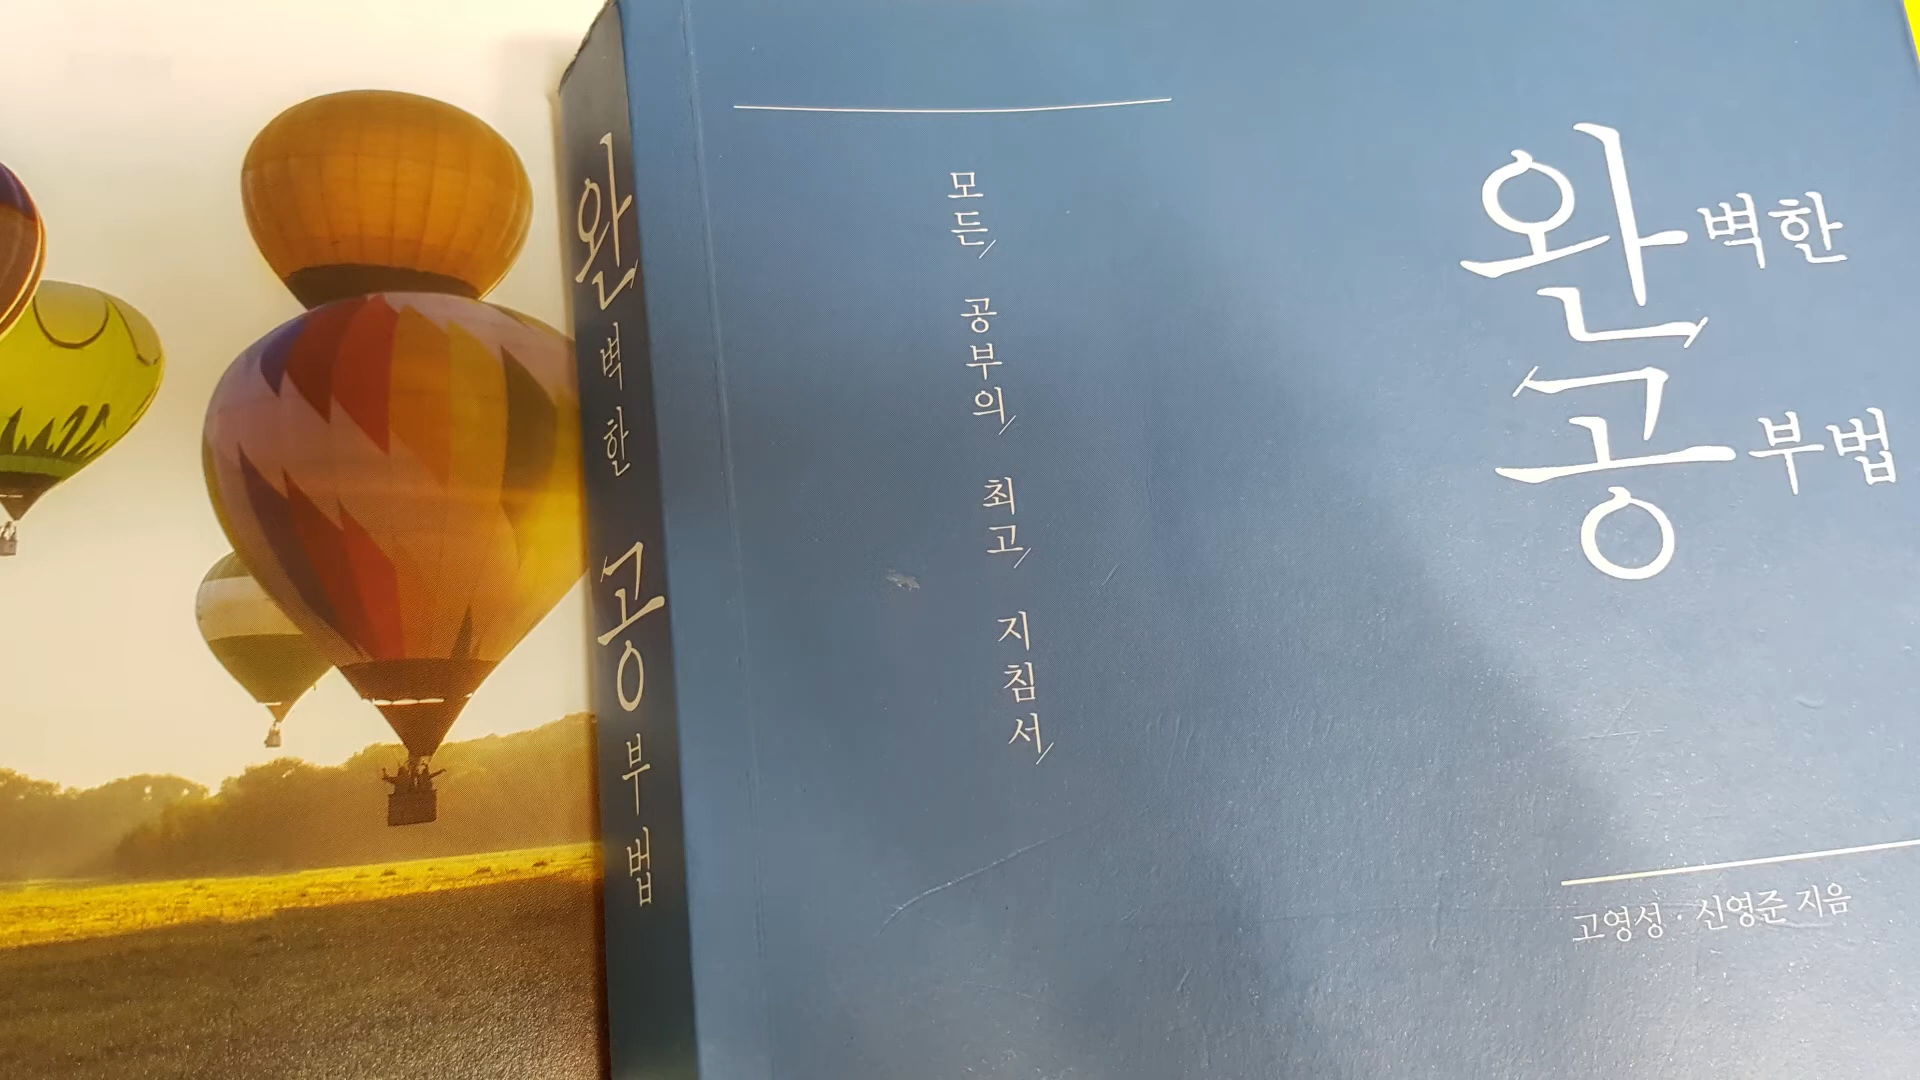 완벽한 공부법
모든 공부의 최고 지침서
완벽한
공부법
고영성 · 신영준 지음